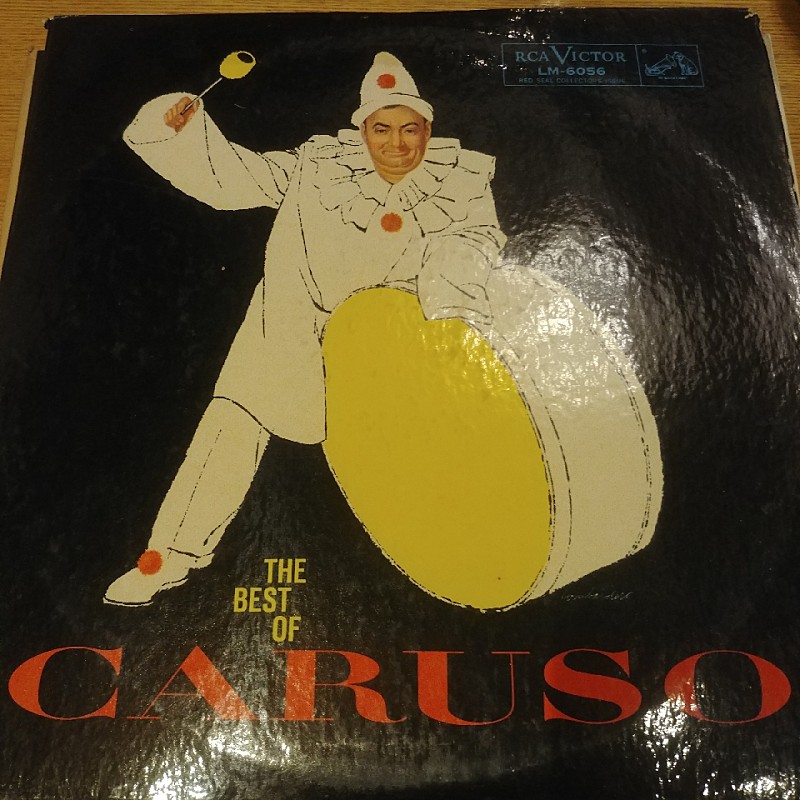 RCA VICTOR
LM-6056
THE
BEST
OF
CARUSO